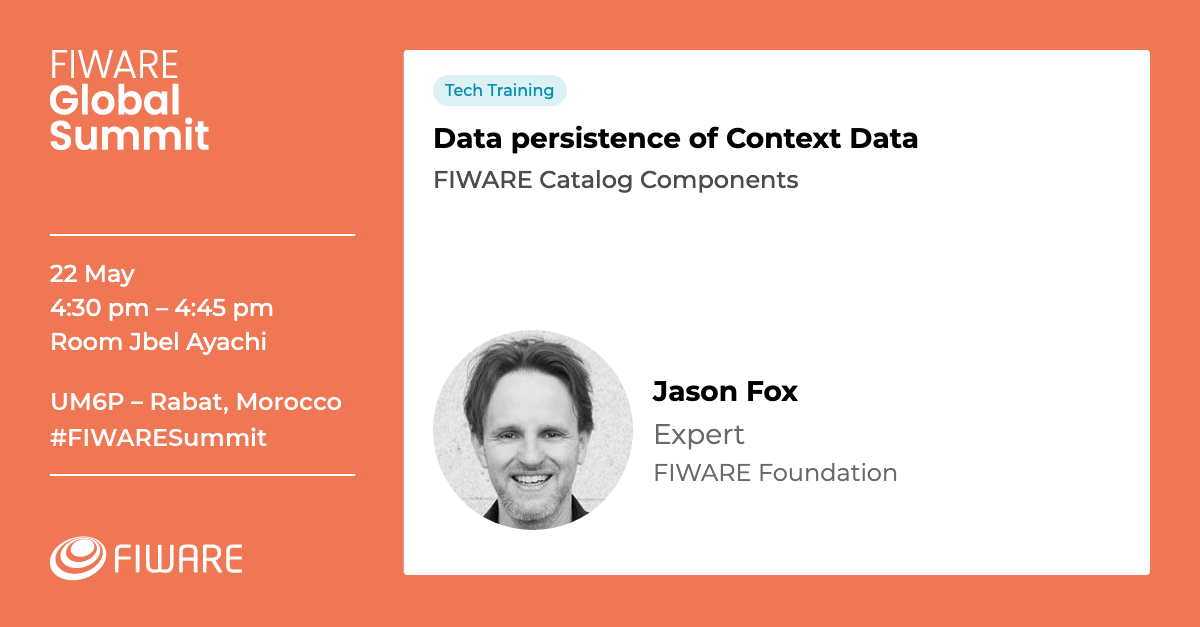 FIWARE
Global
Summit
22 May
4:30 pm – 4:45 pm
Room Jbel Ayachi
UM6P – Rabat, Morocco
#FIWARESummit
FIWARE
Tech Training
Data persistence of Context Data
FIWARE Catalog Components
Jason Fox
Expert
FIWARE Foundation